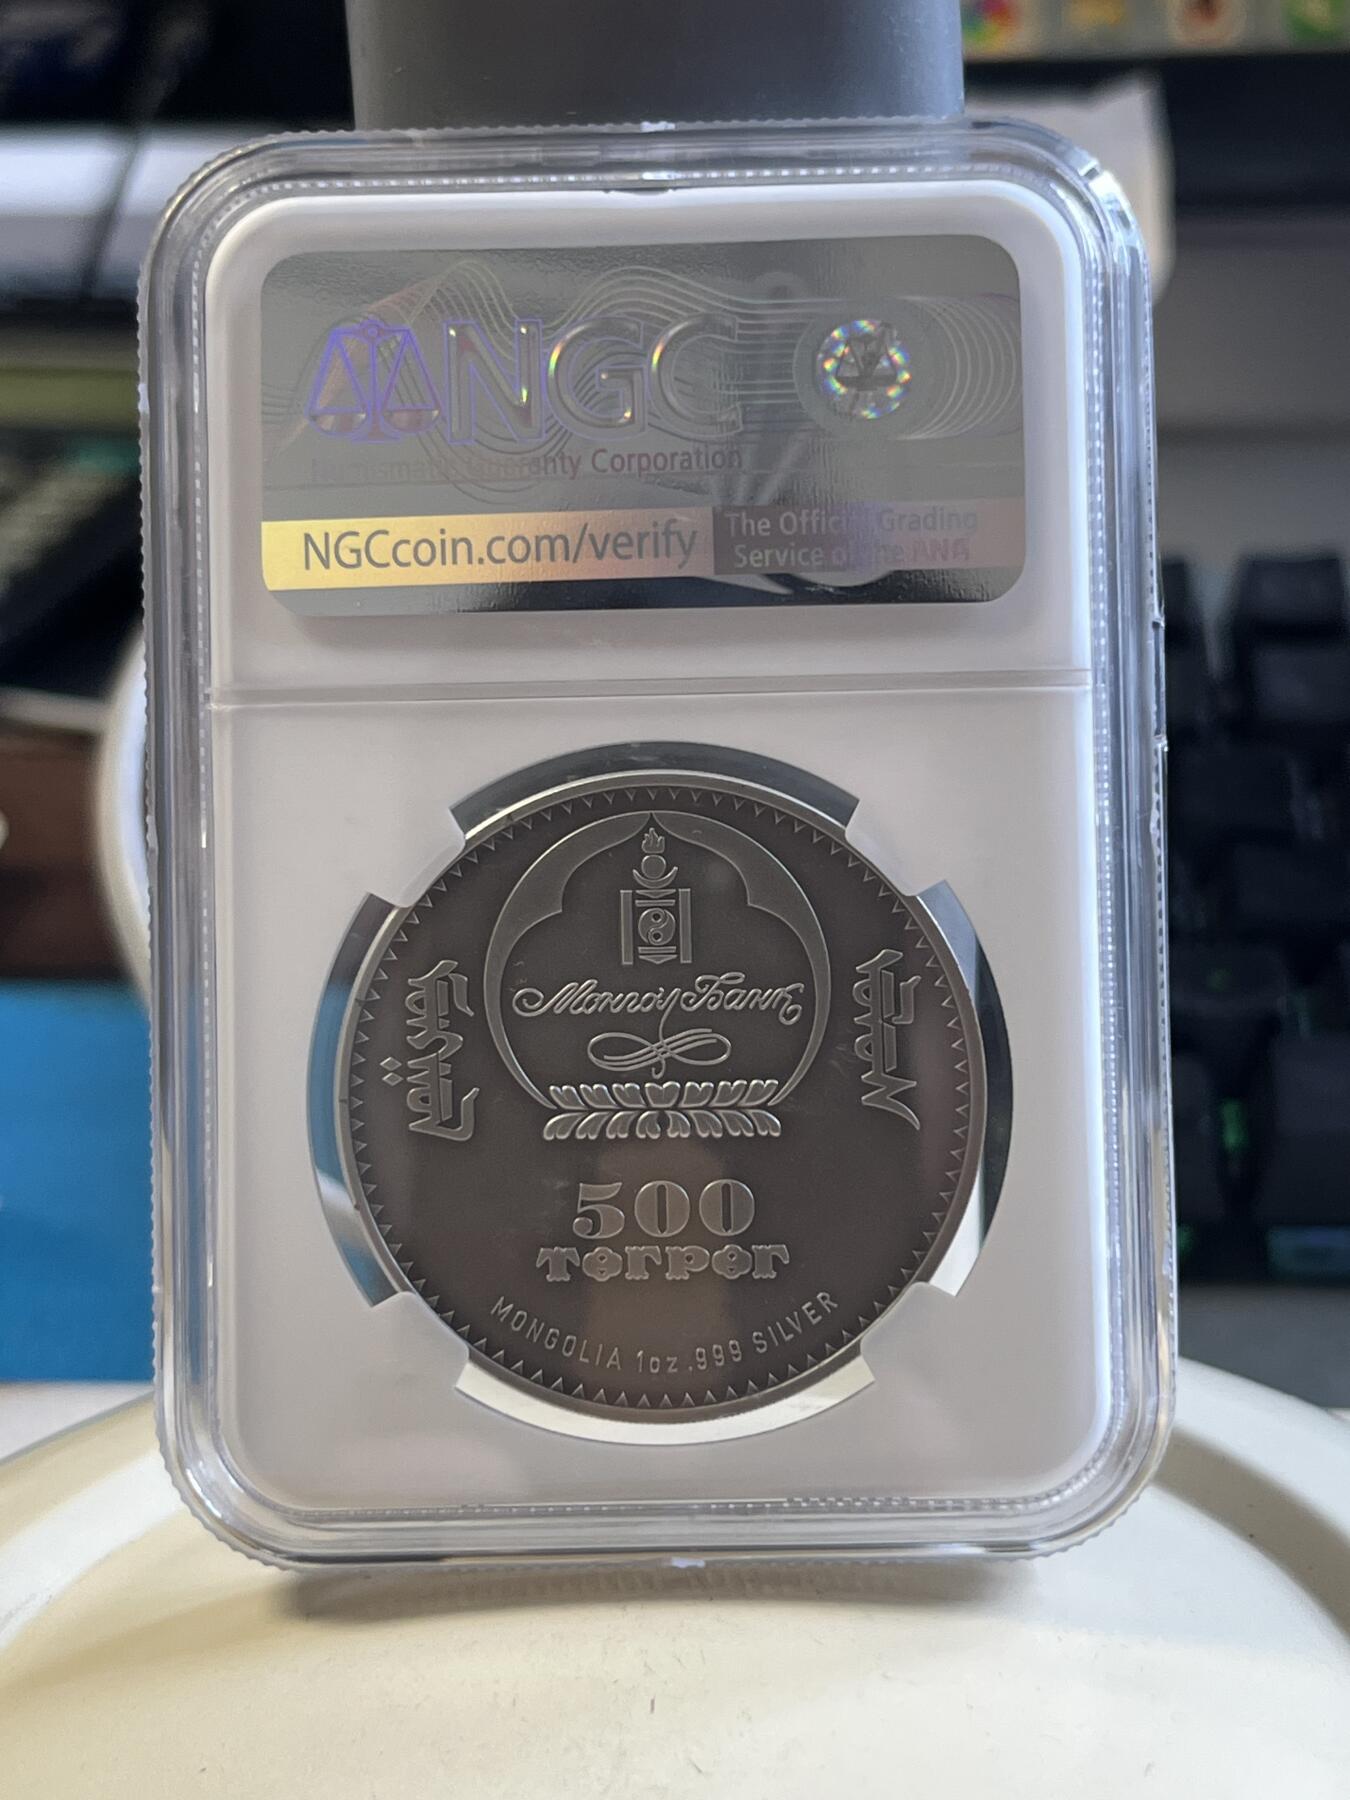 NGC
Numismatic Guaranty Corporation
NGCcoin.com/verify
The Official Grading
Service of the ANA
Монгол Банк
500
төгрөг
MONGOLIA 1oz .999 SILVER